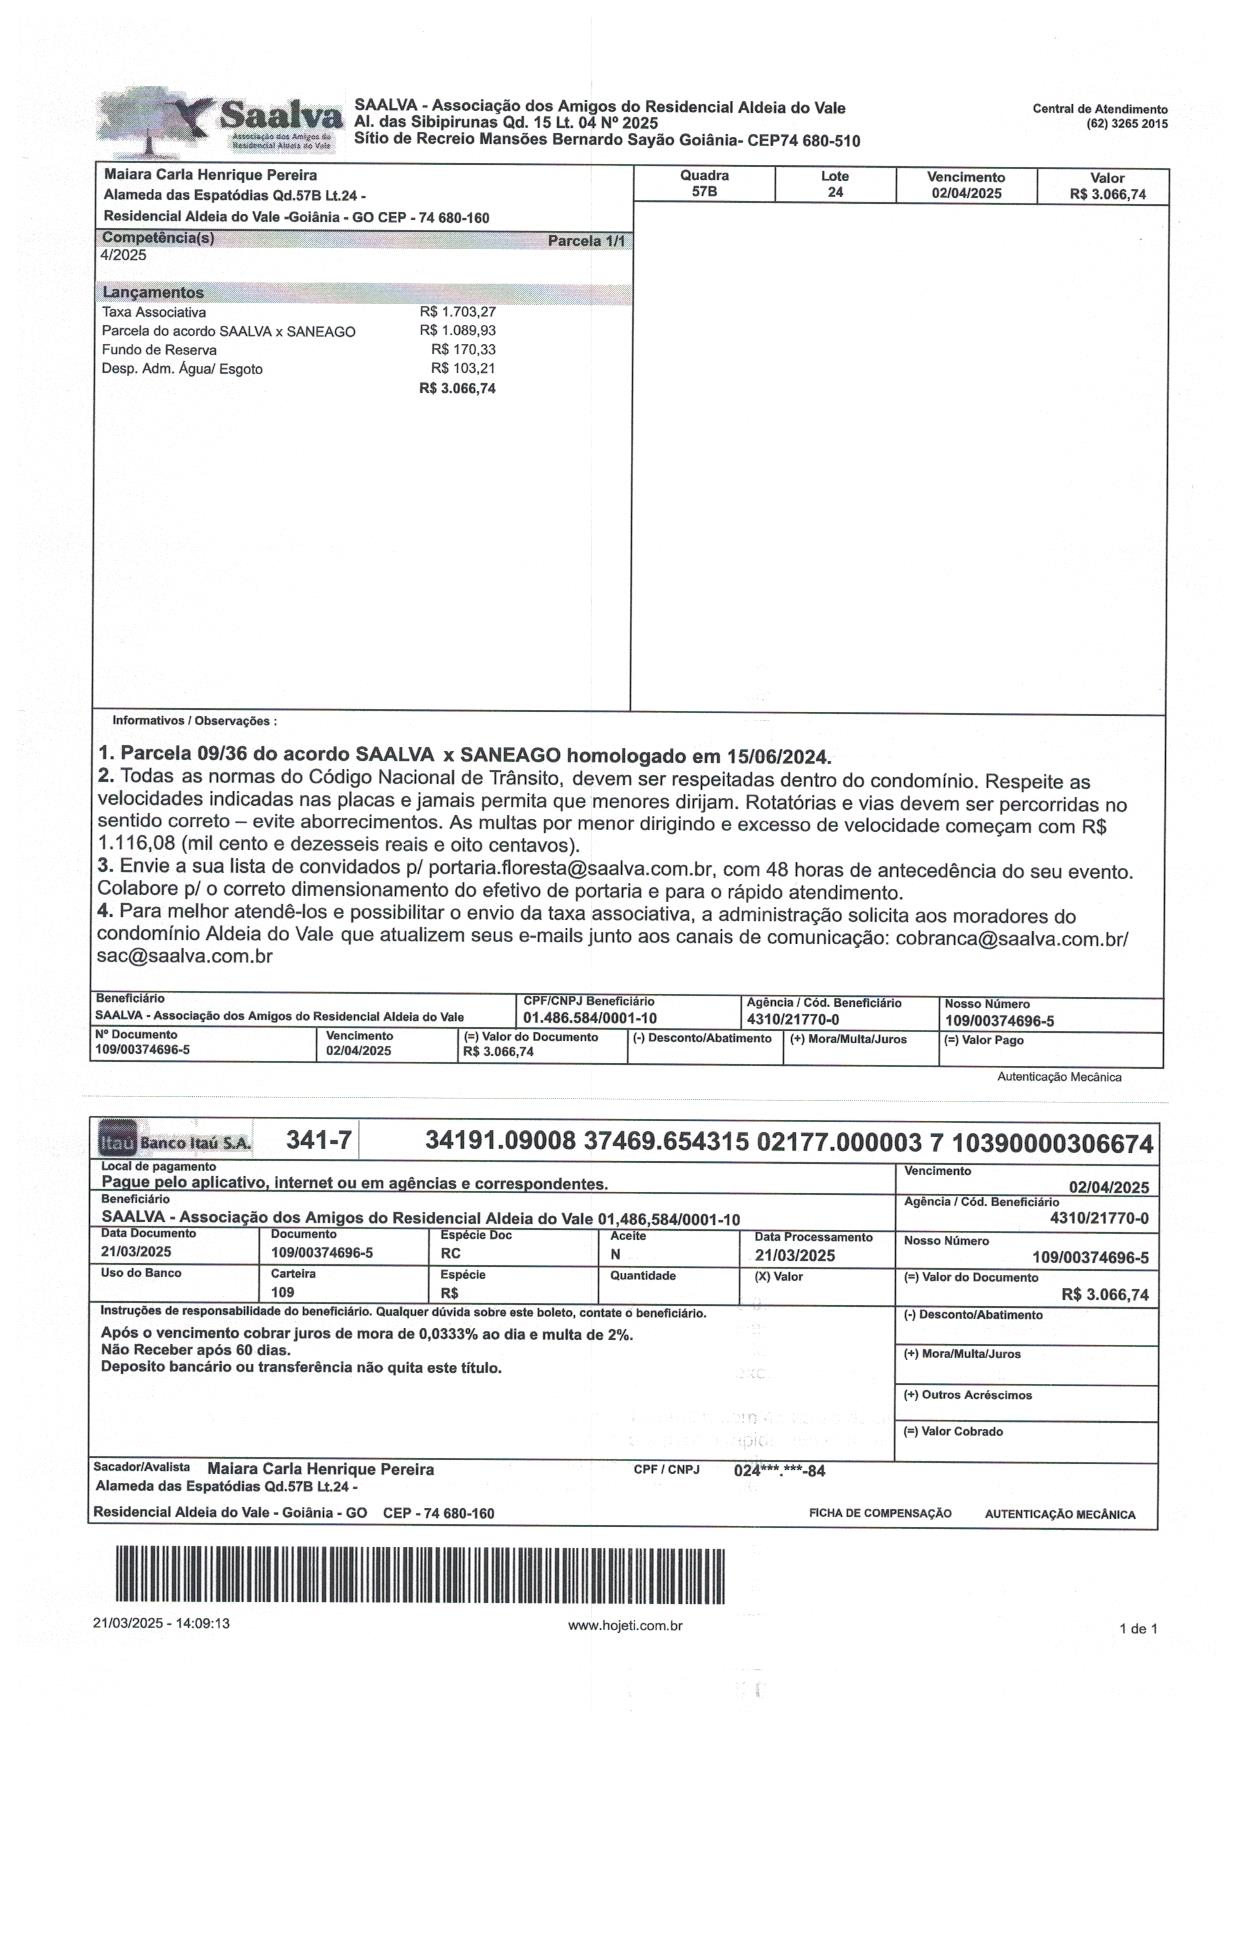 Saalva
Associação dos Amigos do
Residencial Aldeia do Vale
SAALVA - Associação dos Amigos do Residencial Aldeia do Vale
Al. das Sibipirunas Qd. 15 Lt. 04 Nº 2025
Sítio de Recreio Mansões Bernardo Sayão Goiânia- CEP74 680-510
Central de Atendimento
(62) 3265 2015
Maiara Carla Henrique Pereira
Alameda das Espatódias Qd.57B Lt.24 -
Residencial Aldeia do Vale -Goiânia - GO CEP - 74 680-160
Quadra
57B
Lote
24
Vencimento
02/04/2025
Valor
R$ 3.066,74
Competência(s) Parcela 1/1
4/2025
Lançamentos
Taxa Associativa R$ 1.703,27
Parcela do acordo SAALVA x SANEAGO R$ 1.089,93
Fundo de Reserva R$ 170,33
Desp. Adm. Água/ Esgoto R$ 103,21
R$ 3.066,74
Informativos / Observações :
1. Parcela 09/36 do acordo SAALVA x SANEAGO homologado em 15/06/2024.
2. Todas as normas do Código Nacional de Trânsito, devem ser respeitadas dentro do condomínio. Respeite as
velocidades indicadas nas placas e jamais permita que menores dirijam. Rotatórias e vias devem ser percorridas no
sentido correto – evite aborrecimentos. As multas por menor dirigindo e excesso de velocidade começam com R$
1.116,08 (mil cento e dezesseis reais e oito centavos).
3. Envie a sua lista de convidados p/ portaria.floresta@saalva.com.br, com 48 horas de antecedência do seu evento.
Colabore p/ o correto dimensionamento do efetivo de portaria e para o rápido atendimento.
4. Para melhor atendê-los e possibilitar o envio da taxa associativa, a administração solicita aos moradores do
condomínio Aldeia do Vale que atualizem seus e-mails junto aos canais de comunicação: cobranca@saalva.com.br/
sac@saalva.com.br
Beneficiário
SAALVA - Associação dos Amigos do Residencial Aldeia do Vale
CPF/CNPJ Beneficiário
01.486.584/0001-10
Agência / Cód. Beneficiário
4310/21770-0
Nosso Número
109/00374696-5
Nº Documento
109/00374696-5
Vencimento
02/04/2025
(=) Valor do Documento
R$ 3.066,74
(-) Desconto/Abatimento
(+) Mora/Multa/Juros
(=) Valor Pago
Autenticação Mecânica
Itaú Banco Itaú S.A. 341-7 34191.09008 37469.654315 02177.000003 7 10390000306674
Local de pagamento
Pague pelo aplicativo, internet ou em agências e correspondentes.
Vencimento
02/04/2025
Beneficiário
SAALVA - Associação dos Amigos do Residencial Aldeia do Vale 01,486,584/0001-10
Agência / Cód. Beneficiário
4310/21770-0
Data Documento
21/03/2025
Documento
109/00374696-5
Espécie Doc
RC
Aceite
N
Data Processamento
21/03/2025
Nosso Número
109/00374696-5
Uso do Banco
Carteira
109
Espécie
R$
Quantidade
(X) Valor
(=) Valor do Documento
R$ 3.066,74
Instruções de responsabilidade do beneficiário. Qualquer dúvida sobre este boleto, contate o beneficiário.
Após o vencimento cobrar juros de mora de 0,0333% ao dia e multa de 2%.
Não Receber após 60 dias.
Deposito bancário ou transferência não quita este título.
(-) Desconto/Abatimento
(+) Mora/Multa/Juros
(+) Outros Acréscimos
(=) Valor Cobrado
Sacador/Avalista Maiara Carla Henrique Pereira CPF / CNPJ 024***.***-84
Alameda das Espatódias Qd.57B Lt.24 -
Residencial Aldeia do Vale - Goiânia - GO CEP - 74 680-160
FICHA DE COMPENSAÇÃO AUTENTICAÇÃO MECÂNICA
21/03/2025 - 14:09:13 www.hojeti.com.br 1 de 1